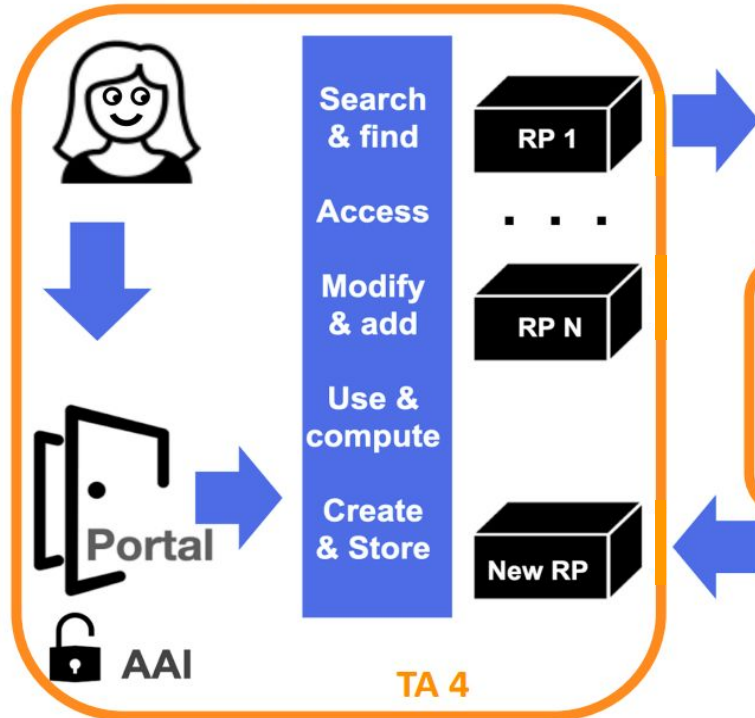 Search
& find
RP 1
Access
. . .
Modify
& add
RP N
Use &
compute
Portal
Create
& Store
New RP
AAI
TA 4